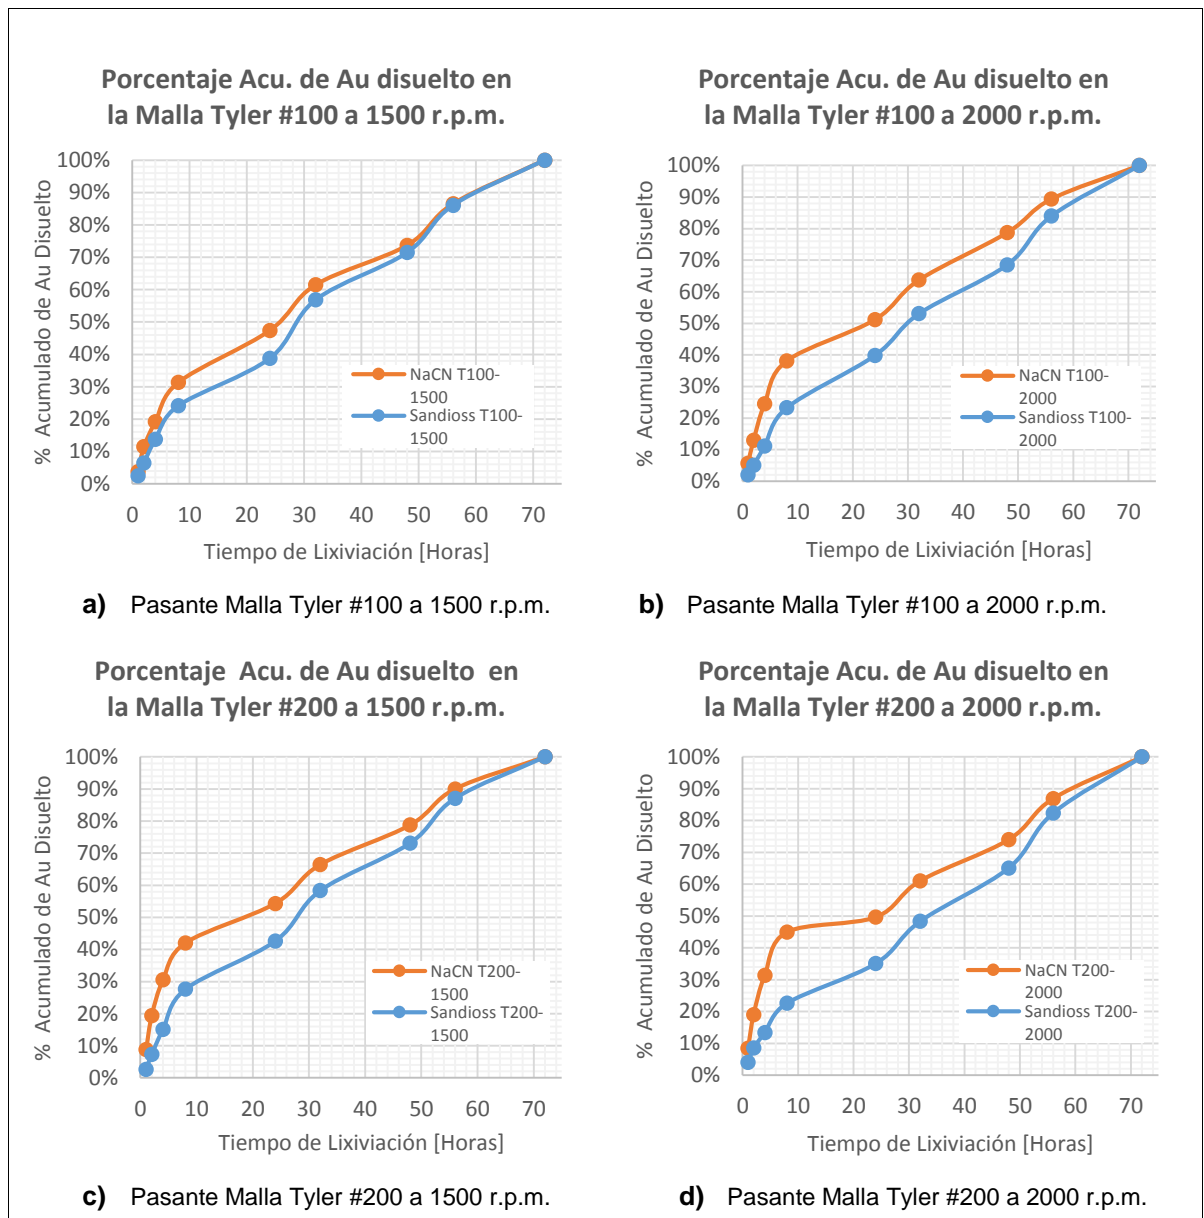 Porcentaje Acu. de Au disuelto en
la Malla Tyler #100 a 1500 r.p.m.
% Acumulado de Au Disuelto
100%
90%
80%
70%
60%
50%
40%
30%
20%
10%
0%
NaCN T100-
1500
Sandioss T100-
1500
0 10 20 30 40 50 60 70
Tiempo de Lixiviación [Horas]
a) Pasante Malla Tyler #100 a 1500 r.p.m.
Porcentaje Acu. de Au disuelto en
la Malla Tyler #100 a 2000 r.p.m.
% Acumulado de Au Disuelto
100%
90%
80%
70%
60%
50%
40%
30%
20%
10%
0%
NaCN T100-
2000
Sandioss T100-
2000
0 10 20 30 40 50 60 70
Tiempo de Lixiviación [Horas]
b) Pasante Malla Tyler #100 a 2000 r.p.m.
Porcentaje Acu. de Au disuelto en
la Malla Tyler #200 a 1500 r.p.m.
% Acumulado de Au Disuelto
100%
90%
80%
70%
60%
50%
40%
30%
20%
10%
0%
NaCN T200-
1500
Sandioss T200-
1500
0 10 20 30 40 50 60 70
Tiempo de Lixiviación [Horas]
c) Pasante Malla Tyler #200 a 1500 r.p.m.
Porcentaje Acu. de Au disuelto en
la Malla Tyler #200 a 2000 r.p.m.
% Acumulado de Au Disuelto
100%
90%
80%
70%
60%
50%
40%
30%
20%
10%
0%
NaCN T200-
2000
Sandioss T200-
2000
0 10 20 30 40 50 60 70
Tiempo de Lixiviación [Horas]
d) Pasante Malla Tyler #200 a 2000 r.p.m.